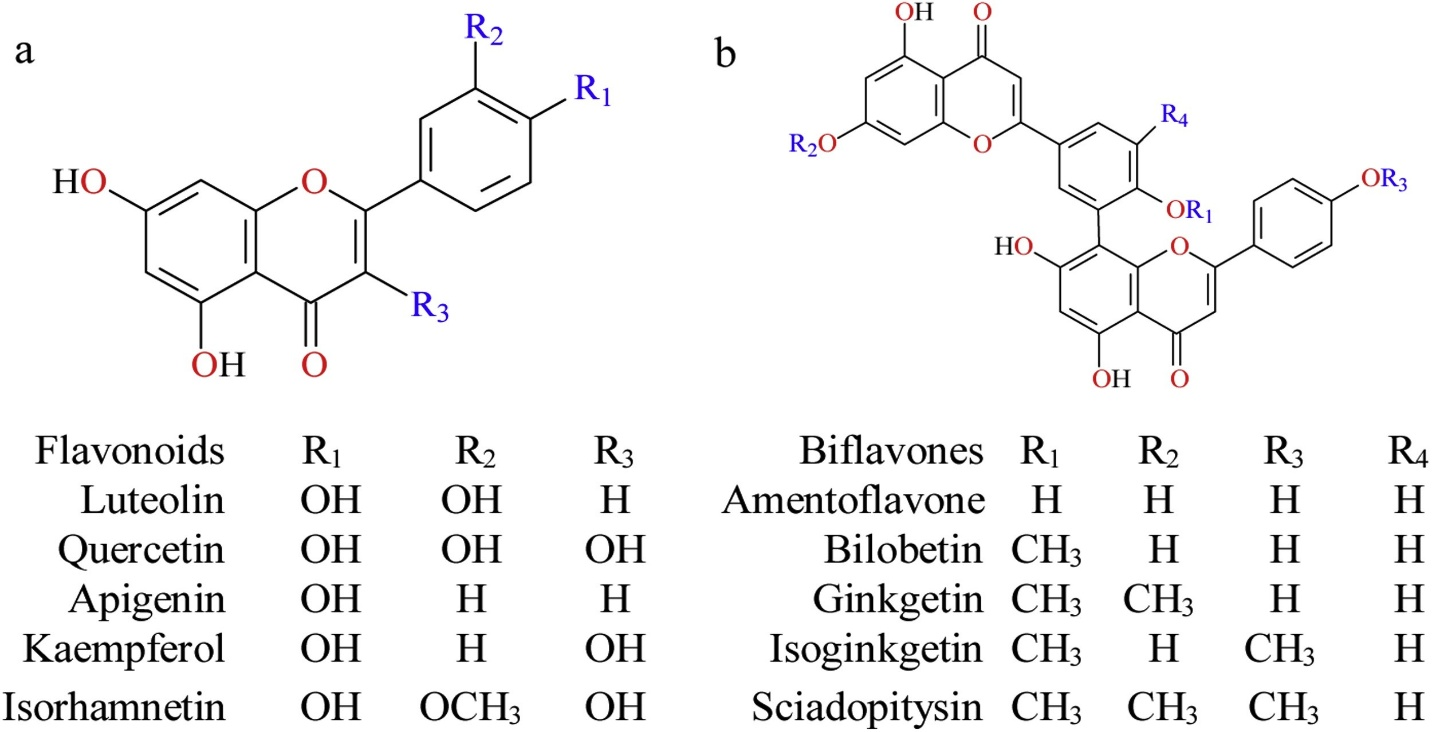 a
R₂
R₁
HO
O
R₃
OH
O
b
OH
O
R₂O
O
R₄
OR₁
OR₃
HO
O
OH
O
Flavonoids R₁ R₂ R₃
Luteolin OH OH H
Quercetin OH OH OH
Apigenin OH H H
Kaempferol OH H OH
Isorhamnetin OH OCH₃ OH
Biflavones R₁ R₂ R₃ R₄
Amentoflavone H H H H
Bilobetin CH₃ H H H
Ginkgetin CH₃ CH₃ H H
Isoginkgetin CH₃ H CH₃ H
Sciadopitysin CH₃ CH₃ CH₃ H